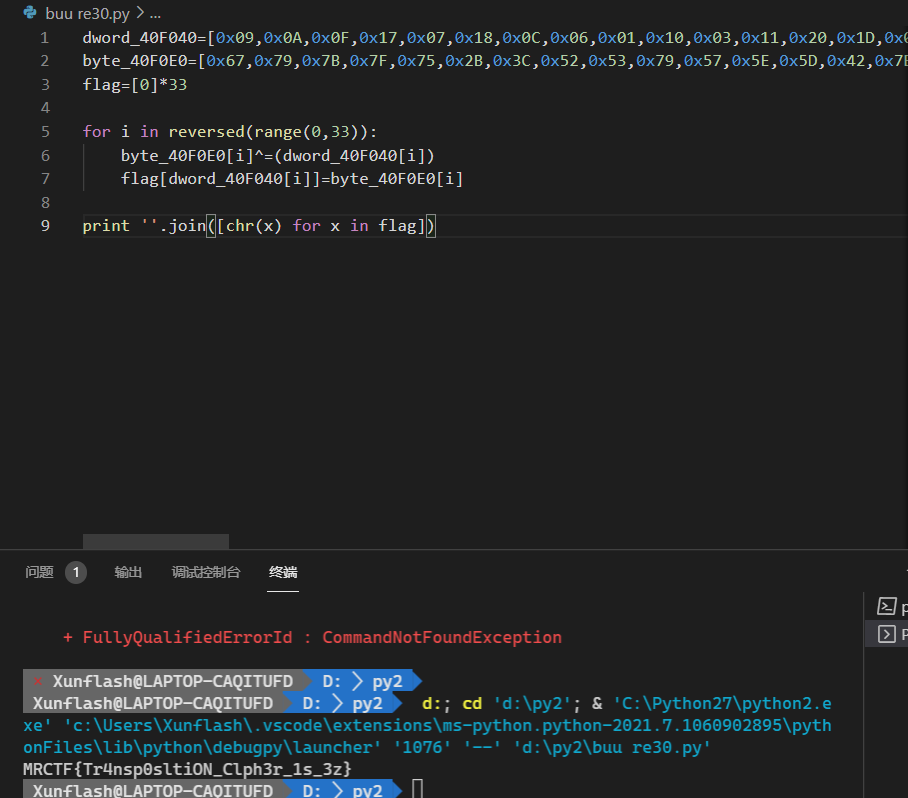 buu re30.py > ...
1 dword_40F040=[0x09,0x0A,0x0F,0x17,0x07,0x18,0x0C,0x06,0x01,0x10,0x03,0x11,0x20,0x1D,0x
2 byte_40F0E0=[0x67,0x79,0x7B,0x7F,0x75,0x2B,0x3C,0x52,0x53,0x79,0x57,0x5E,0x5D,0x42,0x7
3 flag=[0]*33
4
5 for i in reversed(range(0,33)):
6 byte_40F0E0[i]^=(dword_40F040[i])
7 flag[dword_40F040[i]]=byte_40F0E0[i]
8
9 print ''.join([chr(x) for x in flag])
问题 1 输出 调试控制台 终端
+ FullyQualifiedErrorId : CommandNotFoundException
× Xunflash@LAPTOP-CAQITUFD D: > py2
Xunflash@LAPTOP-CAQITUFD D: > py2 d:; cd 'd:\py2'; & 'C:\Python27\python2.e
xe' 'c:\Users\Xunflash\.vscode\extensions\ms-python.python-2021.7.1060902895\pyth
onFiles\lib\python\debugpy\launcher' '1076' '--' 'd:\py2\buu re30.py'
MRCTF{Tr4nsp0sltiON_Clph3r_1s_3z}
Xunflash@LAPTOP-CAQITUFD D: > py2